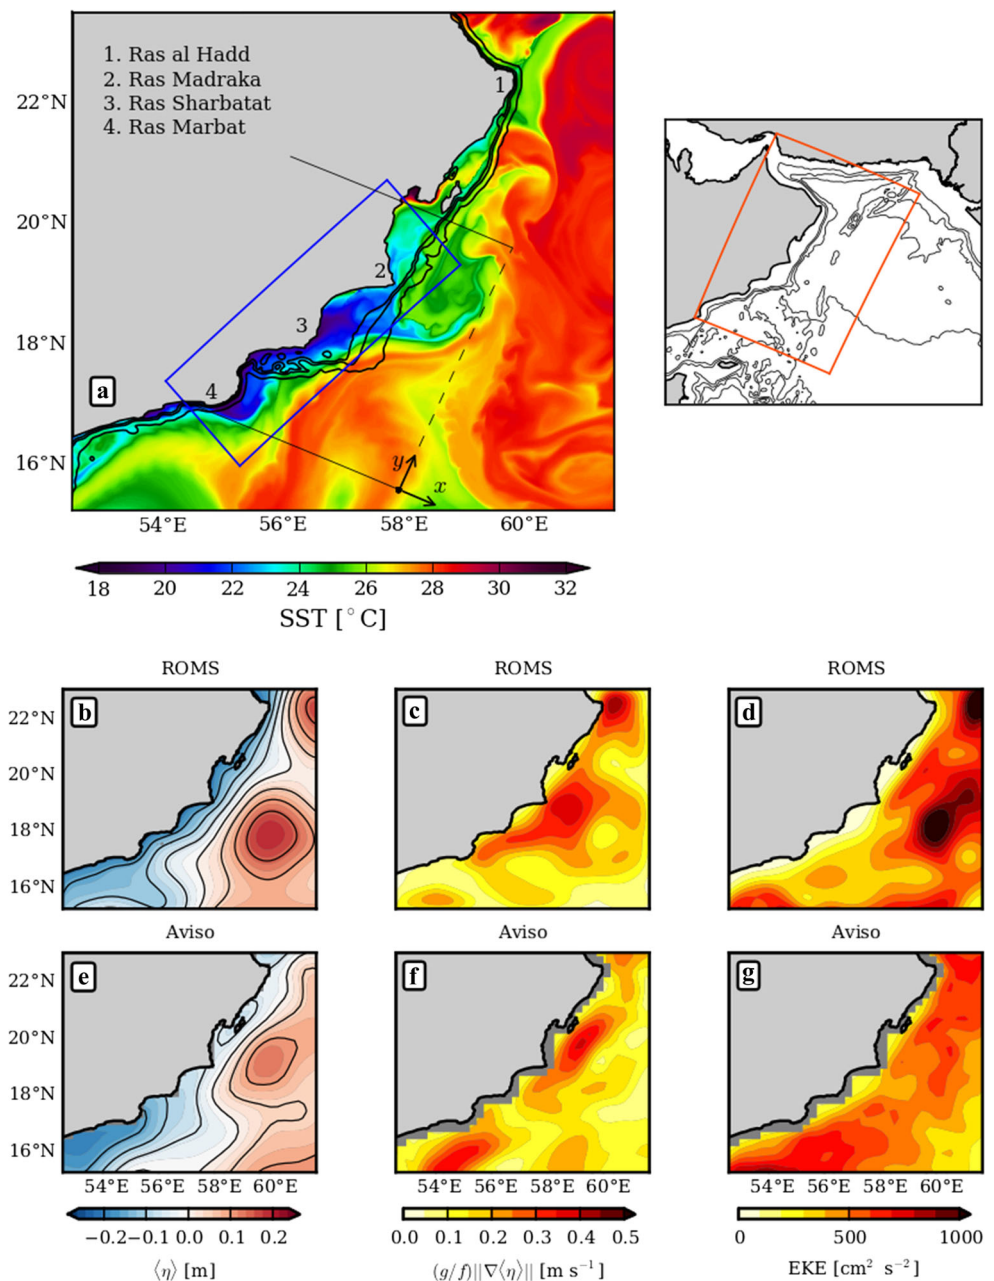 1. Ras al Hadd
2. Ras Madraka
3. Ras Sharbatat
4. Ras Marbat
1
2
3
4
a
y
x
22°N
20°N
18°N
16°N
54°E 56°E 58°E 60°E
18 20 22 24 26 28 30 32
SST [°C]
ROMS ROMS ROMS
b c d
22°N
20°N
18°N
16°N
Aviso Aviso Aviso
e f g
22°N
20°N
18°N
16°N
54°E 56°E 58°E 60°E 54°E 56°E 58°E 60°E 54°E 56°E 58°E 60°E
−0.2 −0.1 0.0 0.1 0.2 0.0 0.1 0.2 0.3 0.4 0.5 0 500 1000
⟨η⟩ [m] (g/f)||∇⟨η⟩|| [m s⁻¹] EKE [cm² s⁻²]